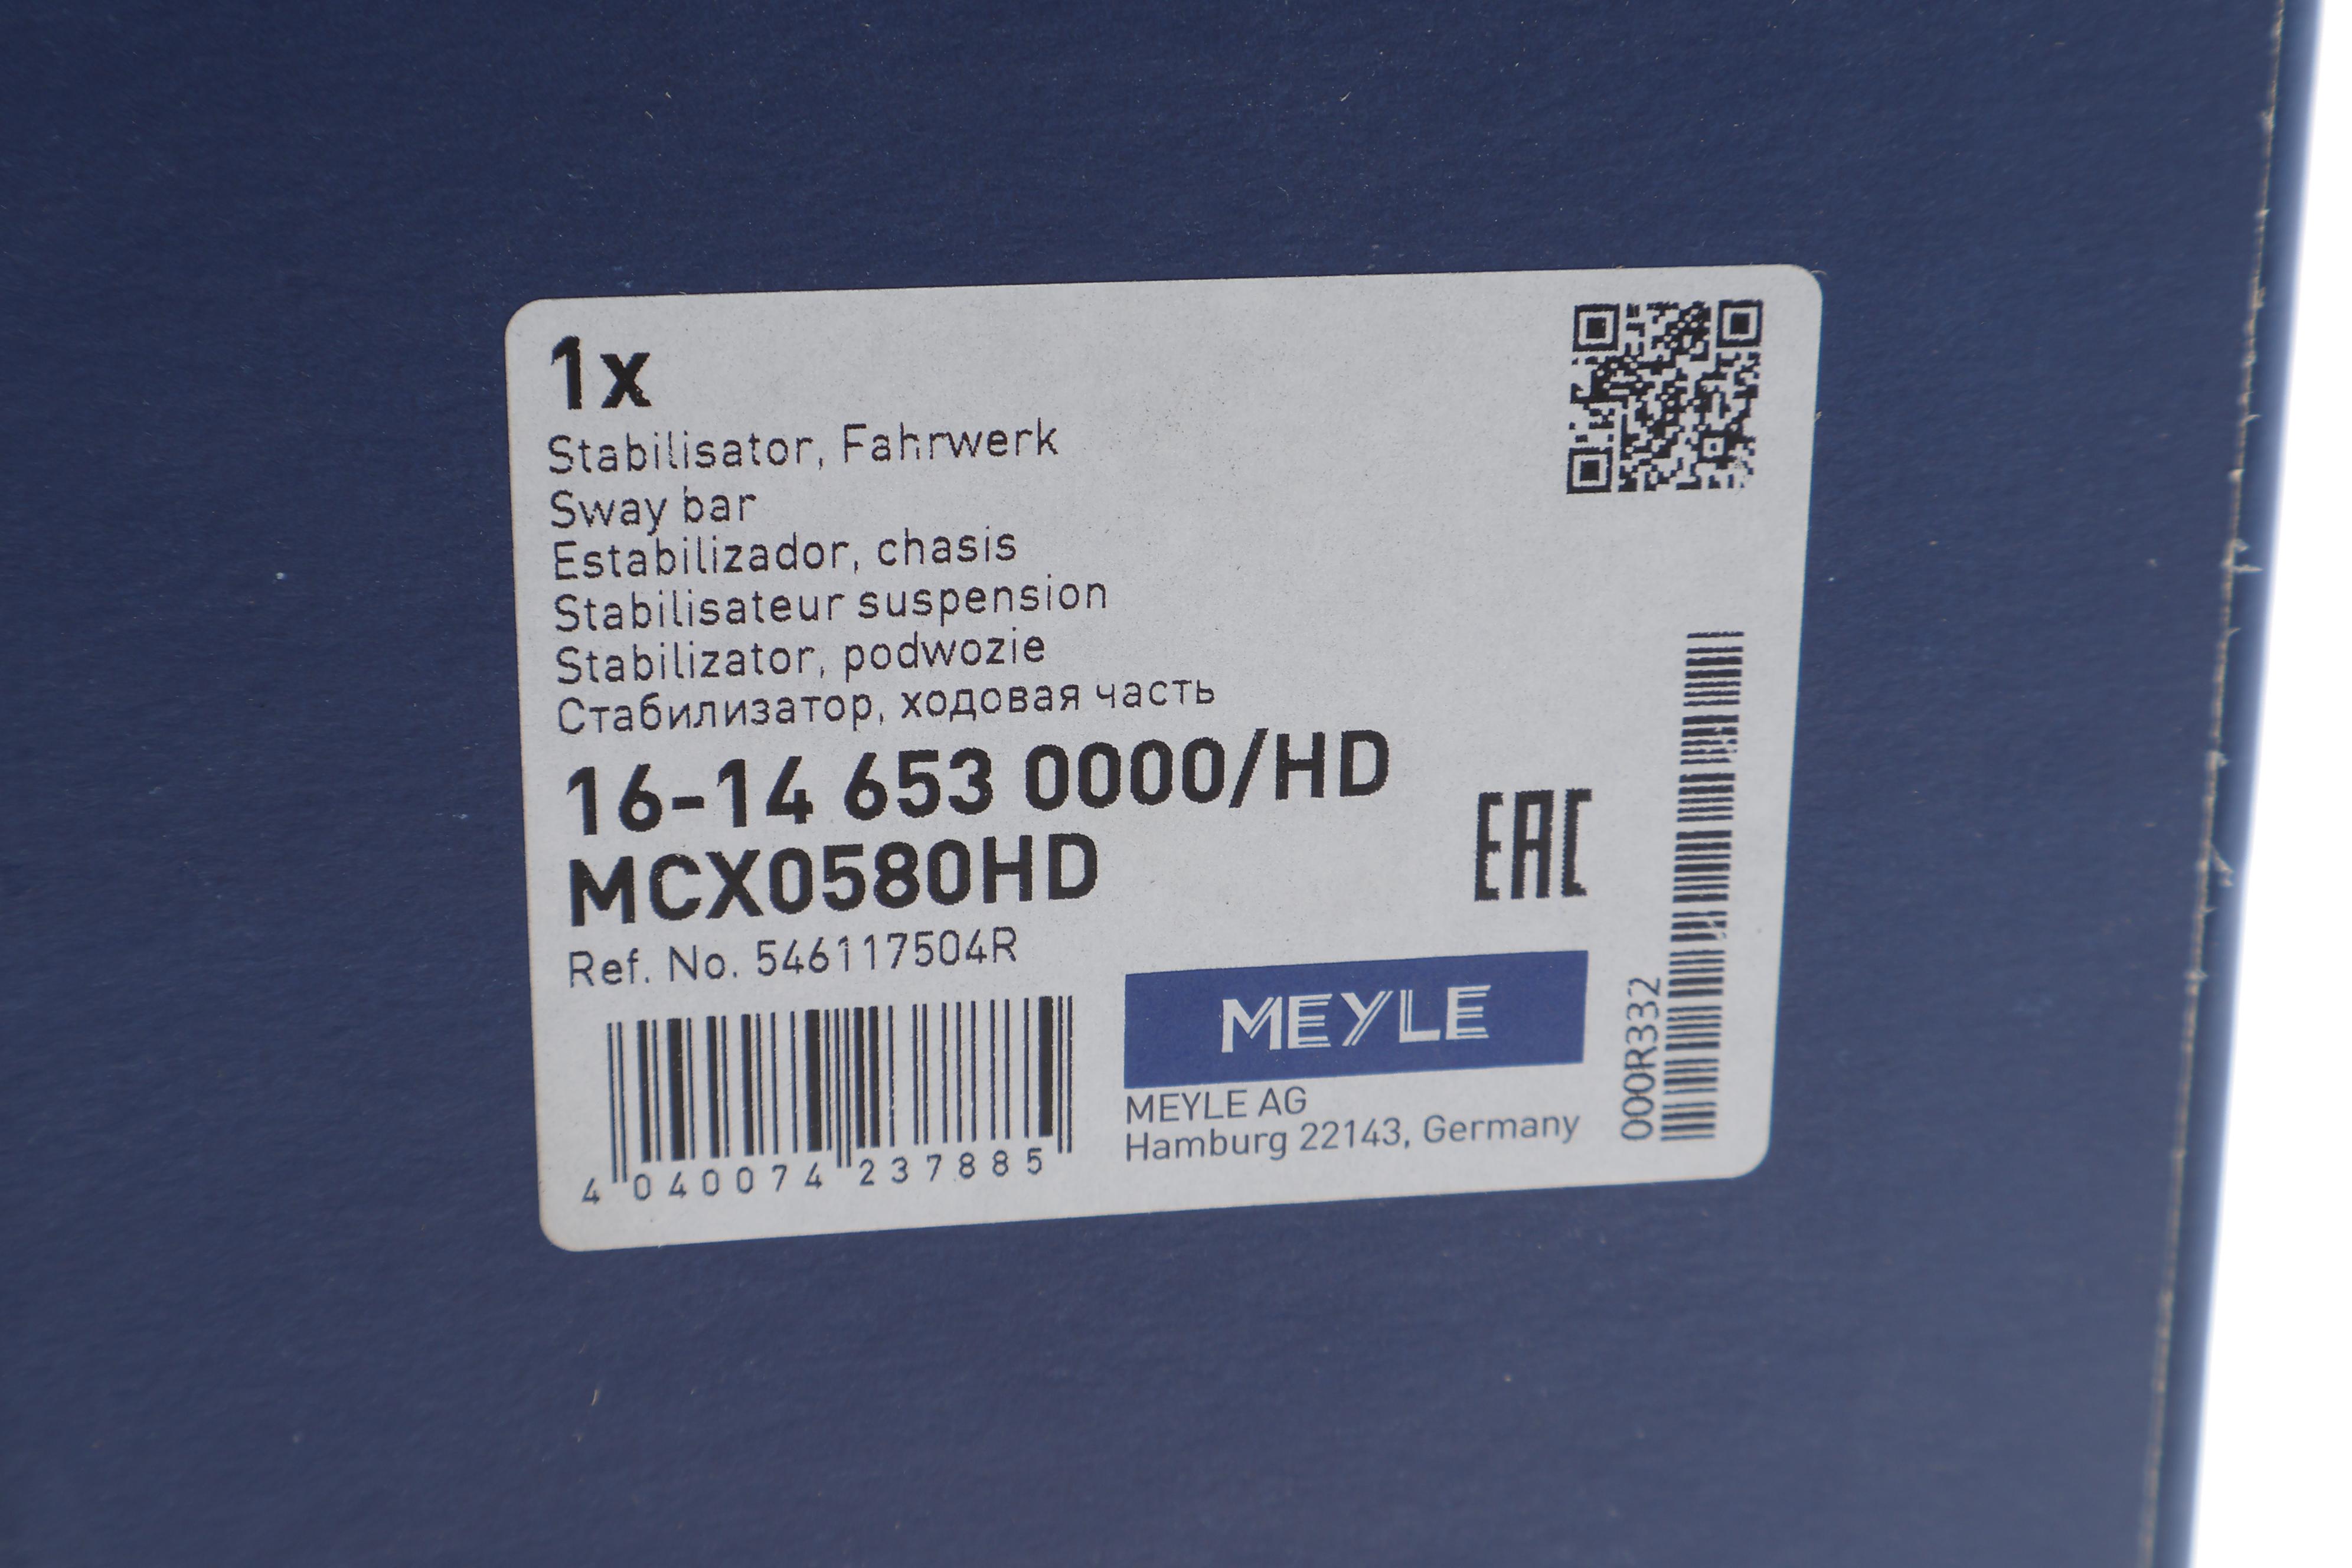 1x
Stabilisator, Fahrwerk
Sway bar
Estabilizador, chasis
Stabilisateur suspension
Stabilizator, podwozie
Стабилизатор, ходовая часть
16-14 653 0000/HD
MCX0580HD
EAC
Ref. No. 546117504R
4 040074 237885
MEYLE
MEYLE AG
Hamburg 22143, Germany
000R332